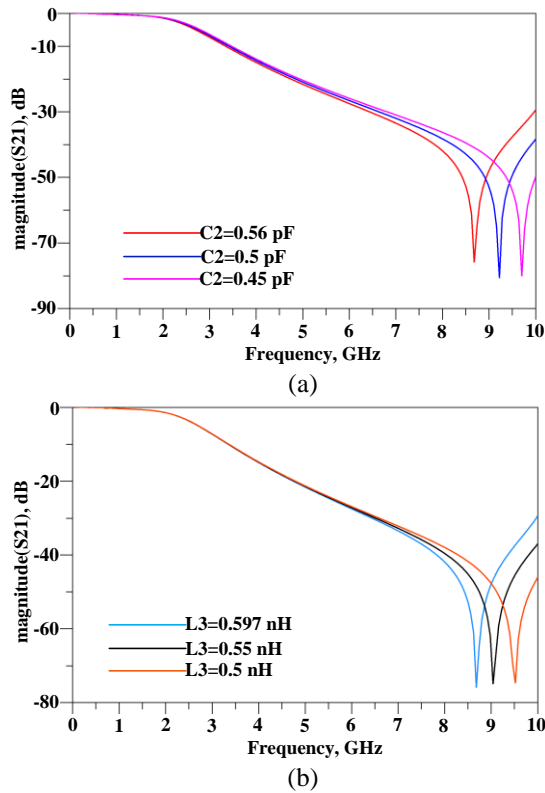 0
-10
-30
-50
-70
-90
magnitude(S21), dB
C2=0.56 pF
C2=0.5 pF
C2=0.45 pF
0 1 2 3 4 5 6 7 8 9 10
Frequency, GHz
(a)
0
-20
-40
-60
-80
magnitude(S21), dB
L3=0.597 nH
L3=0.55 nH
L3=0.5 nH
0 1 2 3 4 5 6 7 8 9 10
Frequency, GHz
(b)